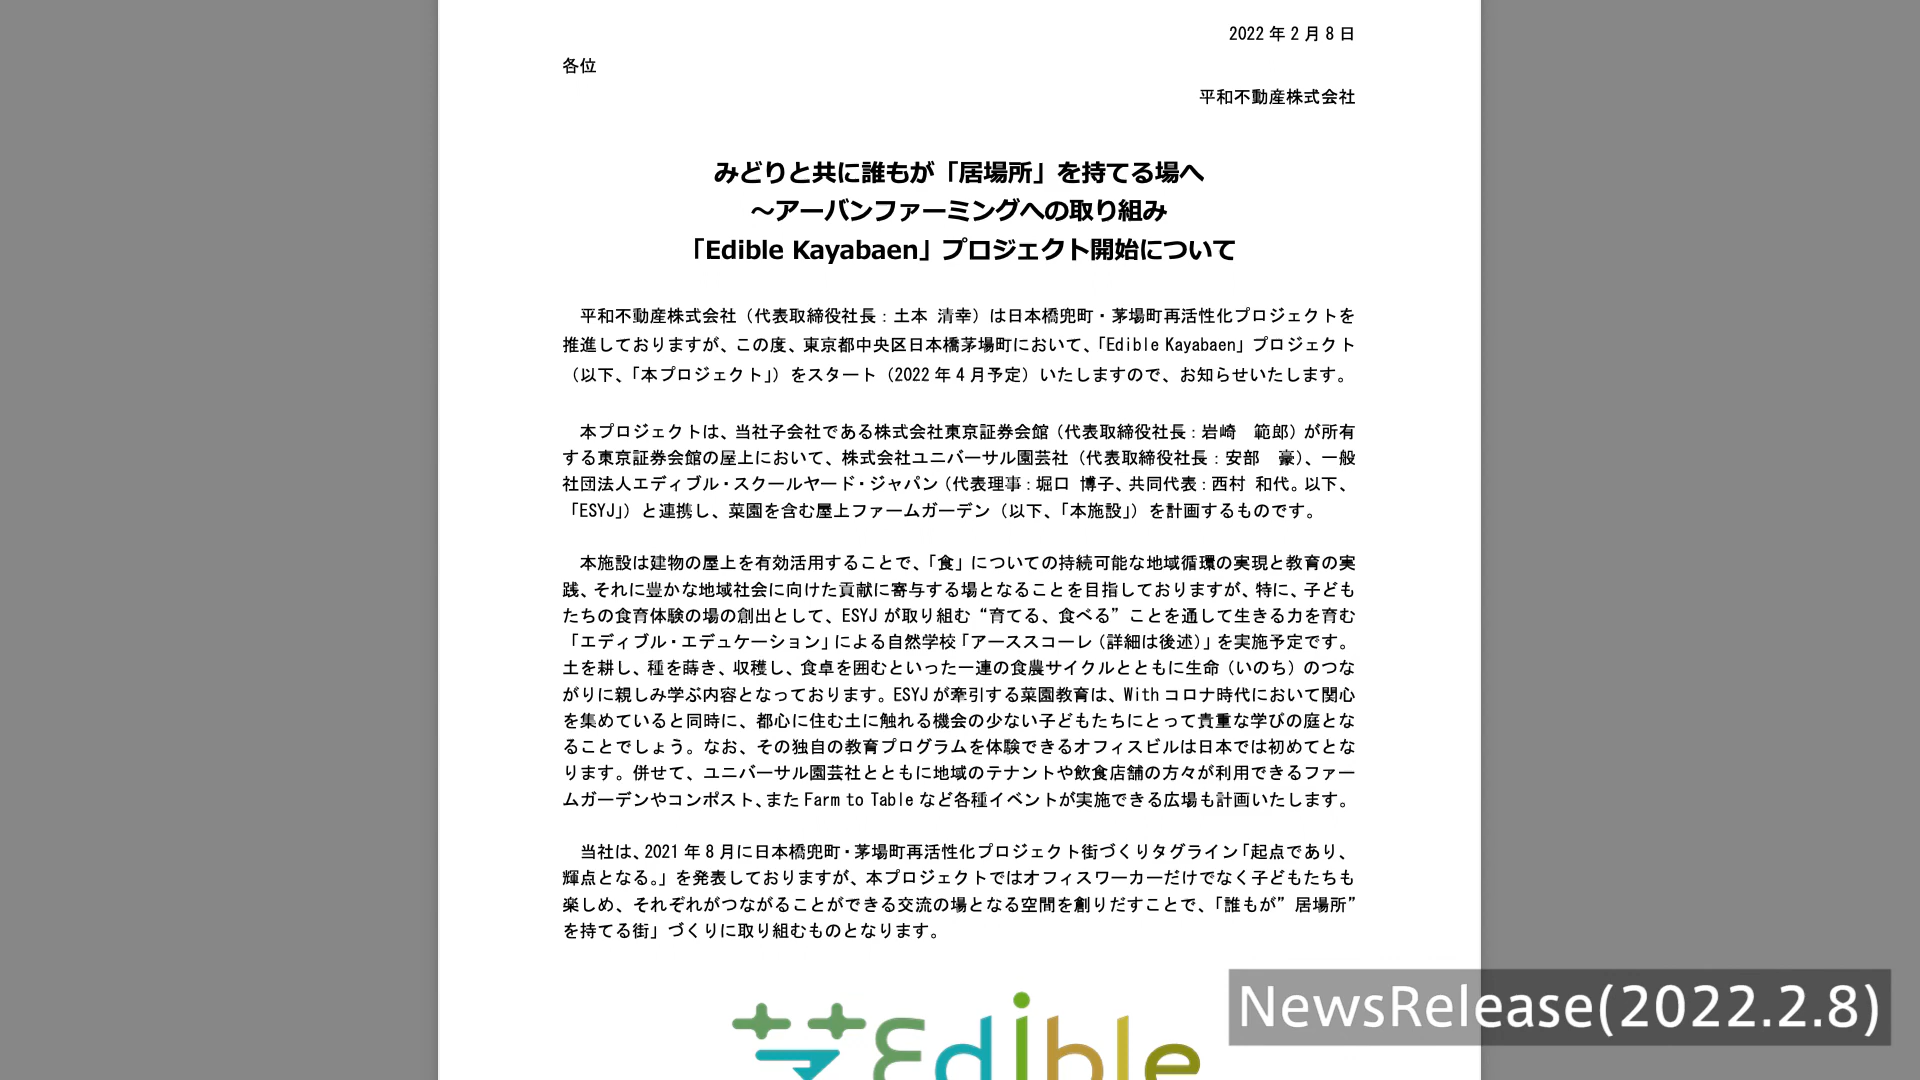 2022 年 2 月 8 日
各位
平和不動産株式会社
みどりと共に誰もが「居場所」を持てる場へ
～アーバンファーミングへの取り組み
「Edible Kayabaen」プロジェクト開始について
平和不動産株式会社（代表取締役社長：土本 清幸）は日本橋兜町・茅場町再活性化プロジェクトを
推進しておりますが、この度、東京都中央区日本橋茅場町において、「Edible Kayabaen」プロジェクト
（以下、「本プロジェクト」）をスタート（2022 年 4 月予定）いたしますので、お知らせいたします。
本プロジェクトは、当社子会社である株式会社東京証券会館（代表取締役社長：岩崎　範郎）が所有
する東京証券会館の屋上において、株式会社ユニバーサル園芸社（代表取締役社長：安部　豪）、一般
社団法人エディブル・スクールヤード・ジャパン（代表理事：堀口 博子、共同代表：西村 和代。以下、
「ESYJ」）と連携し、菜園を含む屋上ファームガーデン（以下、「本施設」）を計画するものです。
本施設は建物の屋上を有効活用することで、「食」についての持続可能な地域循環の実現と教育の実
践、それに豊かな地域社会に向けた貢献に寄与する場となることを目指しておりますが、特に、子ども
たちの食育体験の場の創出として、ESYJ が取り組む“育てる、食べる”ことを通して生きる力を育む
「エディブル・エデュケーション」による自然学校「アーススコーレ（詳細は後述）」を実施予定です。
土を耕し、種を蒔き、収穫し、食卓を囲むといった一連の食農サイクルとともに生命（いのち）のつな
がりに親しみ学ぶ内容となっております。ESYJ が牽引する菜園教育は、With コロナ時代において関心
を集めていると同時に、都心に住む土に触れる機会の少ない子どもたちにとって貴重な学びの庭とな
ることでしょう。なお、その独自の教育プログラムを体験できるオフィスビルは日本では初めてとな
ります。併せて、ユニバーサル園芸社とともに地域のテナントや飲食店舗の方々が利用できるファー
ムガーデンやコンポスト、また Farm to Table など各種イベントが実施できる広場も計画いたします。
当社は、2021 年 8 月に日本橋兜町・茅場町再活性化プロジェクト街づくりタグライン「起点であり、
輝点となる。」を発表しておりますが、本プロジェクトではオフィスワーカーだけでなく子どもたちも
楽しめ、それぞれがつながることができる交流の場となる空間を創りだすことで、「誰もが”居場所”
を持てる街」づくりに取り組むものとなります。
NewsRelease(2022.2.8)
Edible